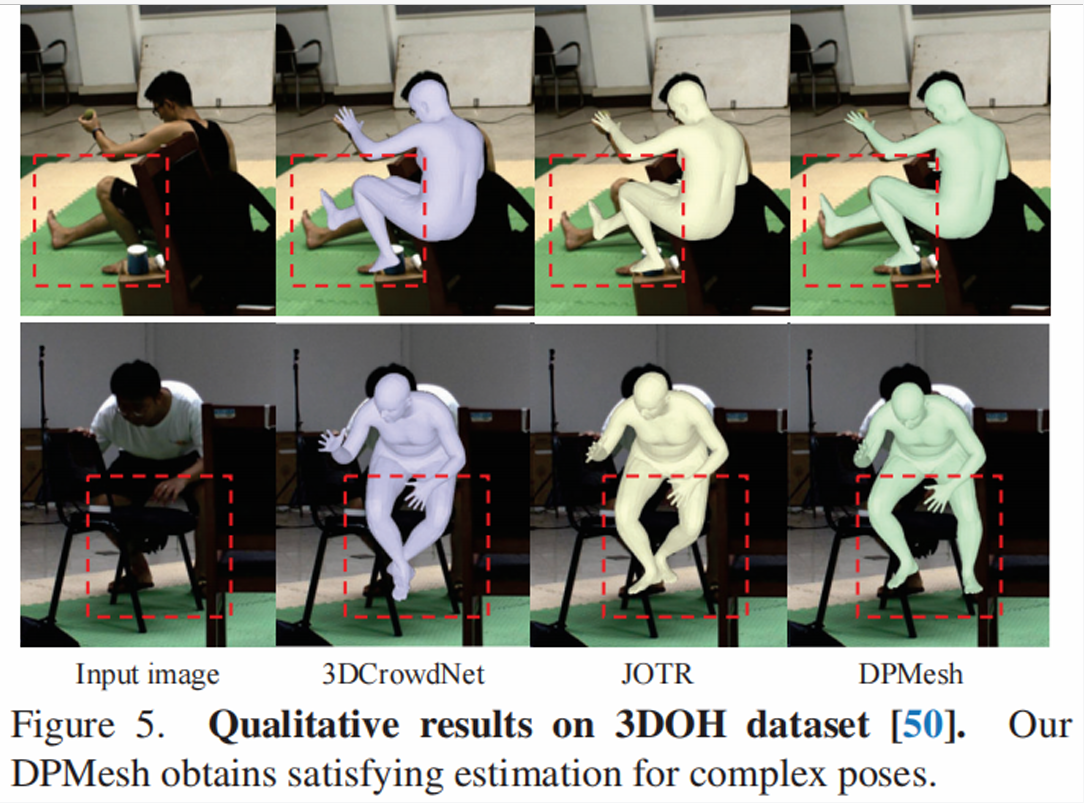 Input image 3DCrowdNet JOTR DPMesh
Figure 5. Qualitative results on 3DOH dataset [50]. Our
DPMesh obtains satisfying estimation for complex poses.